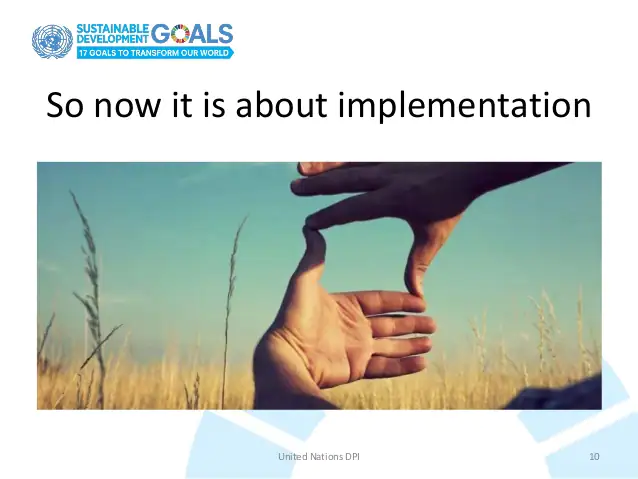 SUSTAINABLE
DEVELOPMENT
GOALS
17 GOALS TO TRANSFORM OUR WORLD
So now it is about implementation
United Nations DPI
10